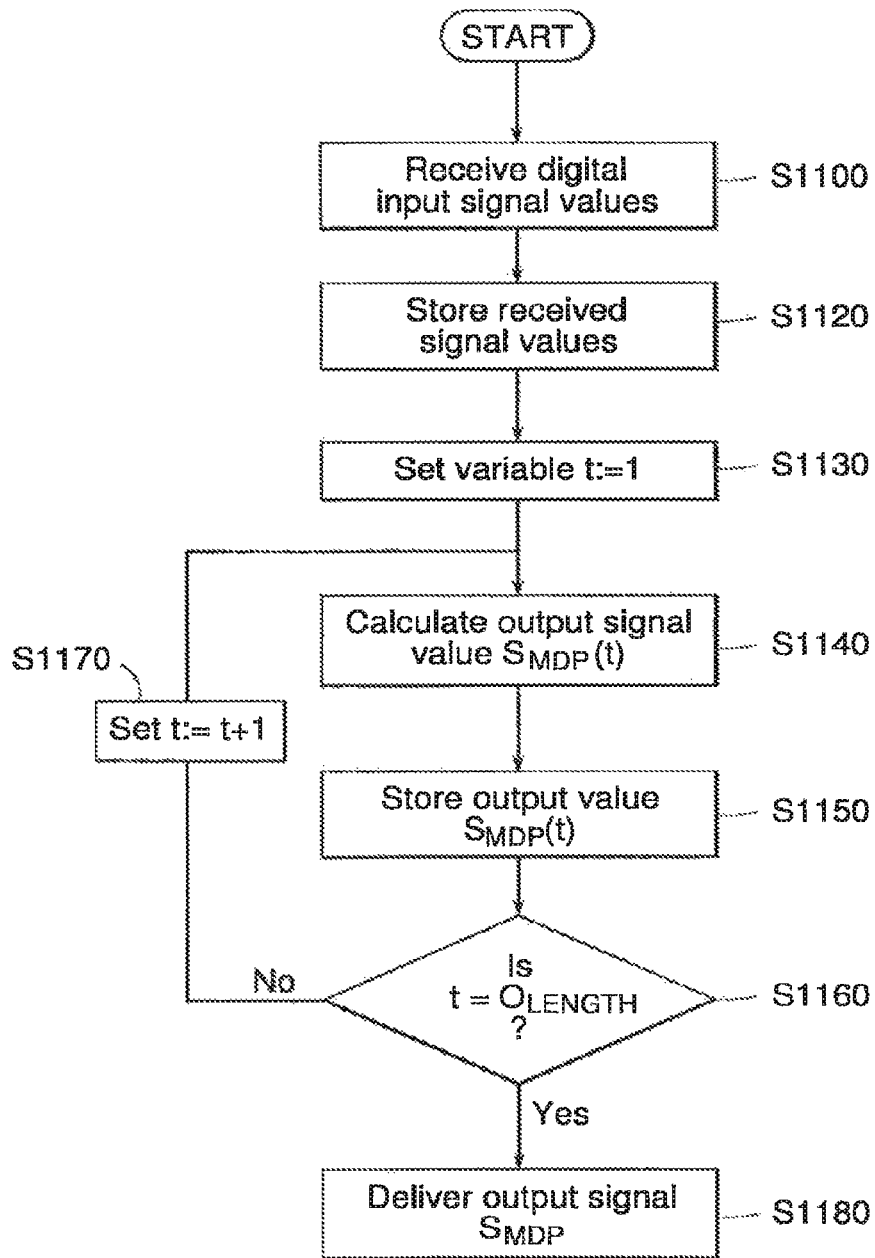 START
Receive digital
input signal values
S1100
Store received
signal values
S1120
Set variable t:=1
S1130
Calculate output signal
value SMDP(t)
S1140
S1170
Set t:= t+1
Store output value
SMDP(t)
S1150
Is
t = OLENGTH
?
S1160
No
Yes
Deliver output signal
SMDP
S1180